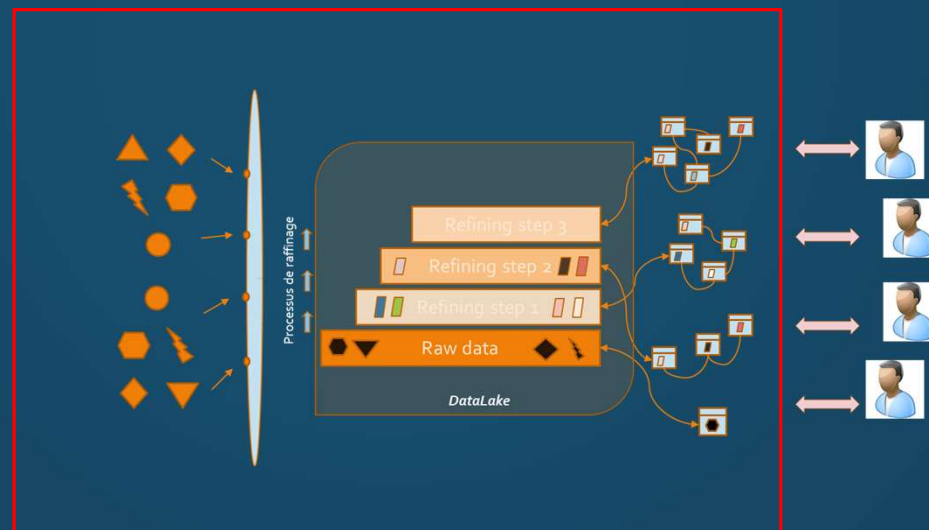 Processus de raffinage
Refining step 3
Refining step 2
Refining step 1
Raw data
DataLake